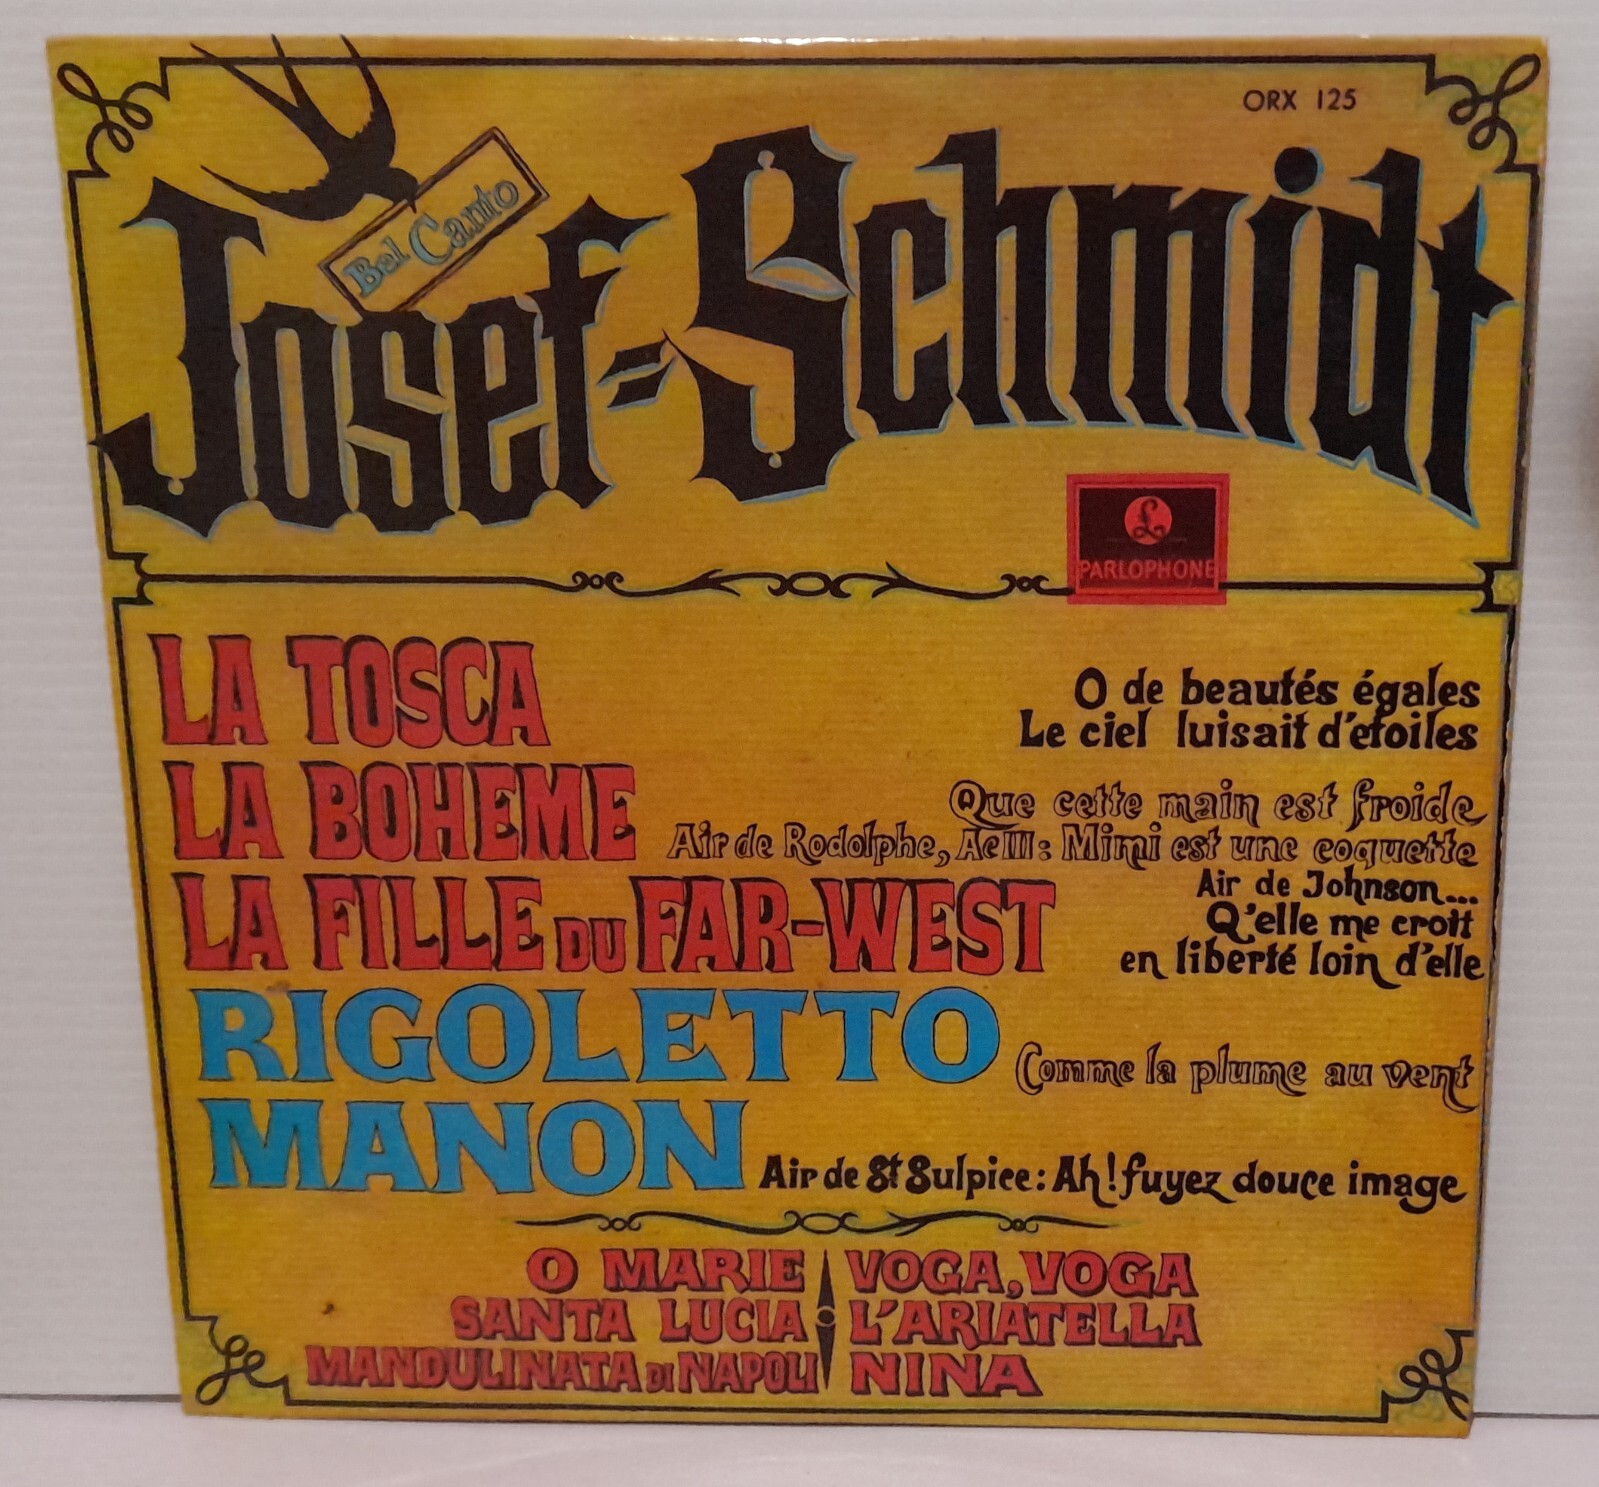 ORX 125
Bel Canto
Josef-Schmidt
£
PARLOPHONE
LA TOSCA
O de beautés égales
Le ciel luisait d'étoiles
LA BOHEME
Que cette main est froide
Air de Rodolphe, Ac III: Mimi est une coquette
LA FILLE DU FAR-WEST
Air de Johnson...
Q'elle me croit
en liberté loin d'elle
RIGOLETTO
Comme la plume au vent
MANON
Air de St Sulpice: Ah! fuyez douce image
O MARIE
SANTA LUCIA
MANDULINATA DI NAPOLI
VOGA, VOGA
L'ARIATELLA
NINA